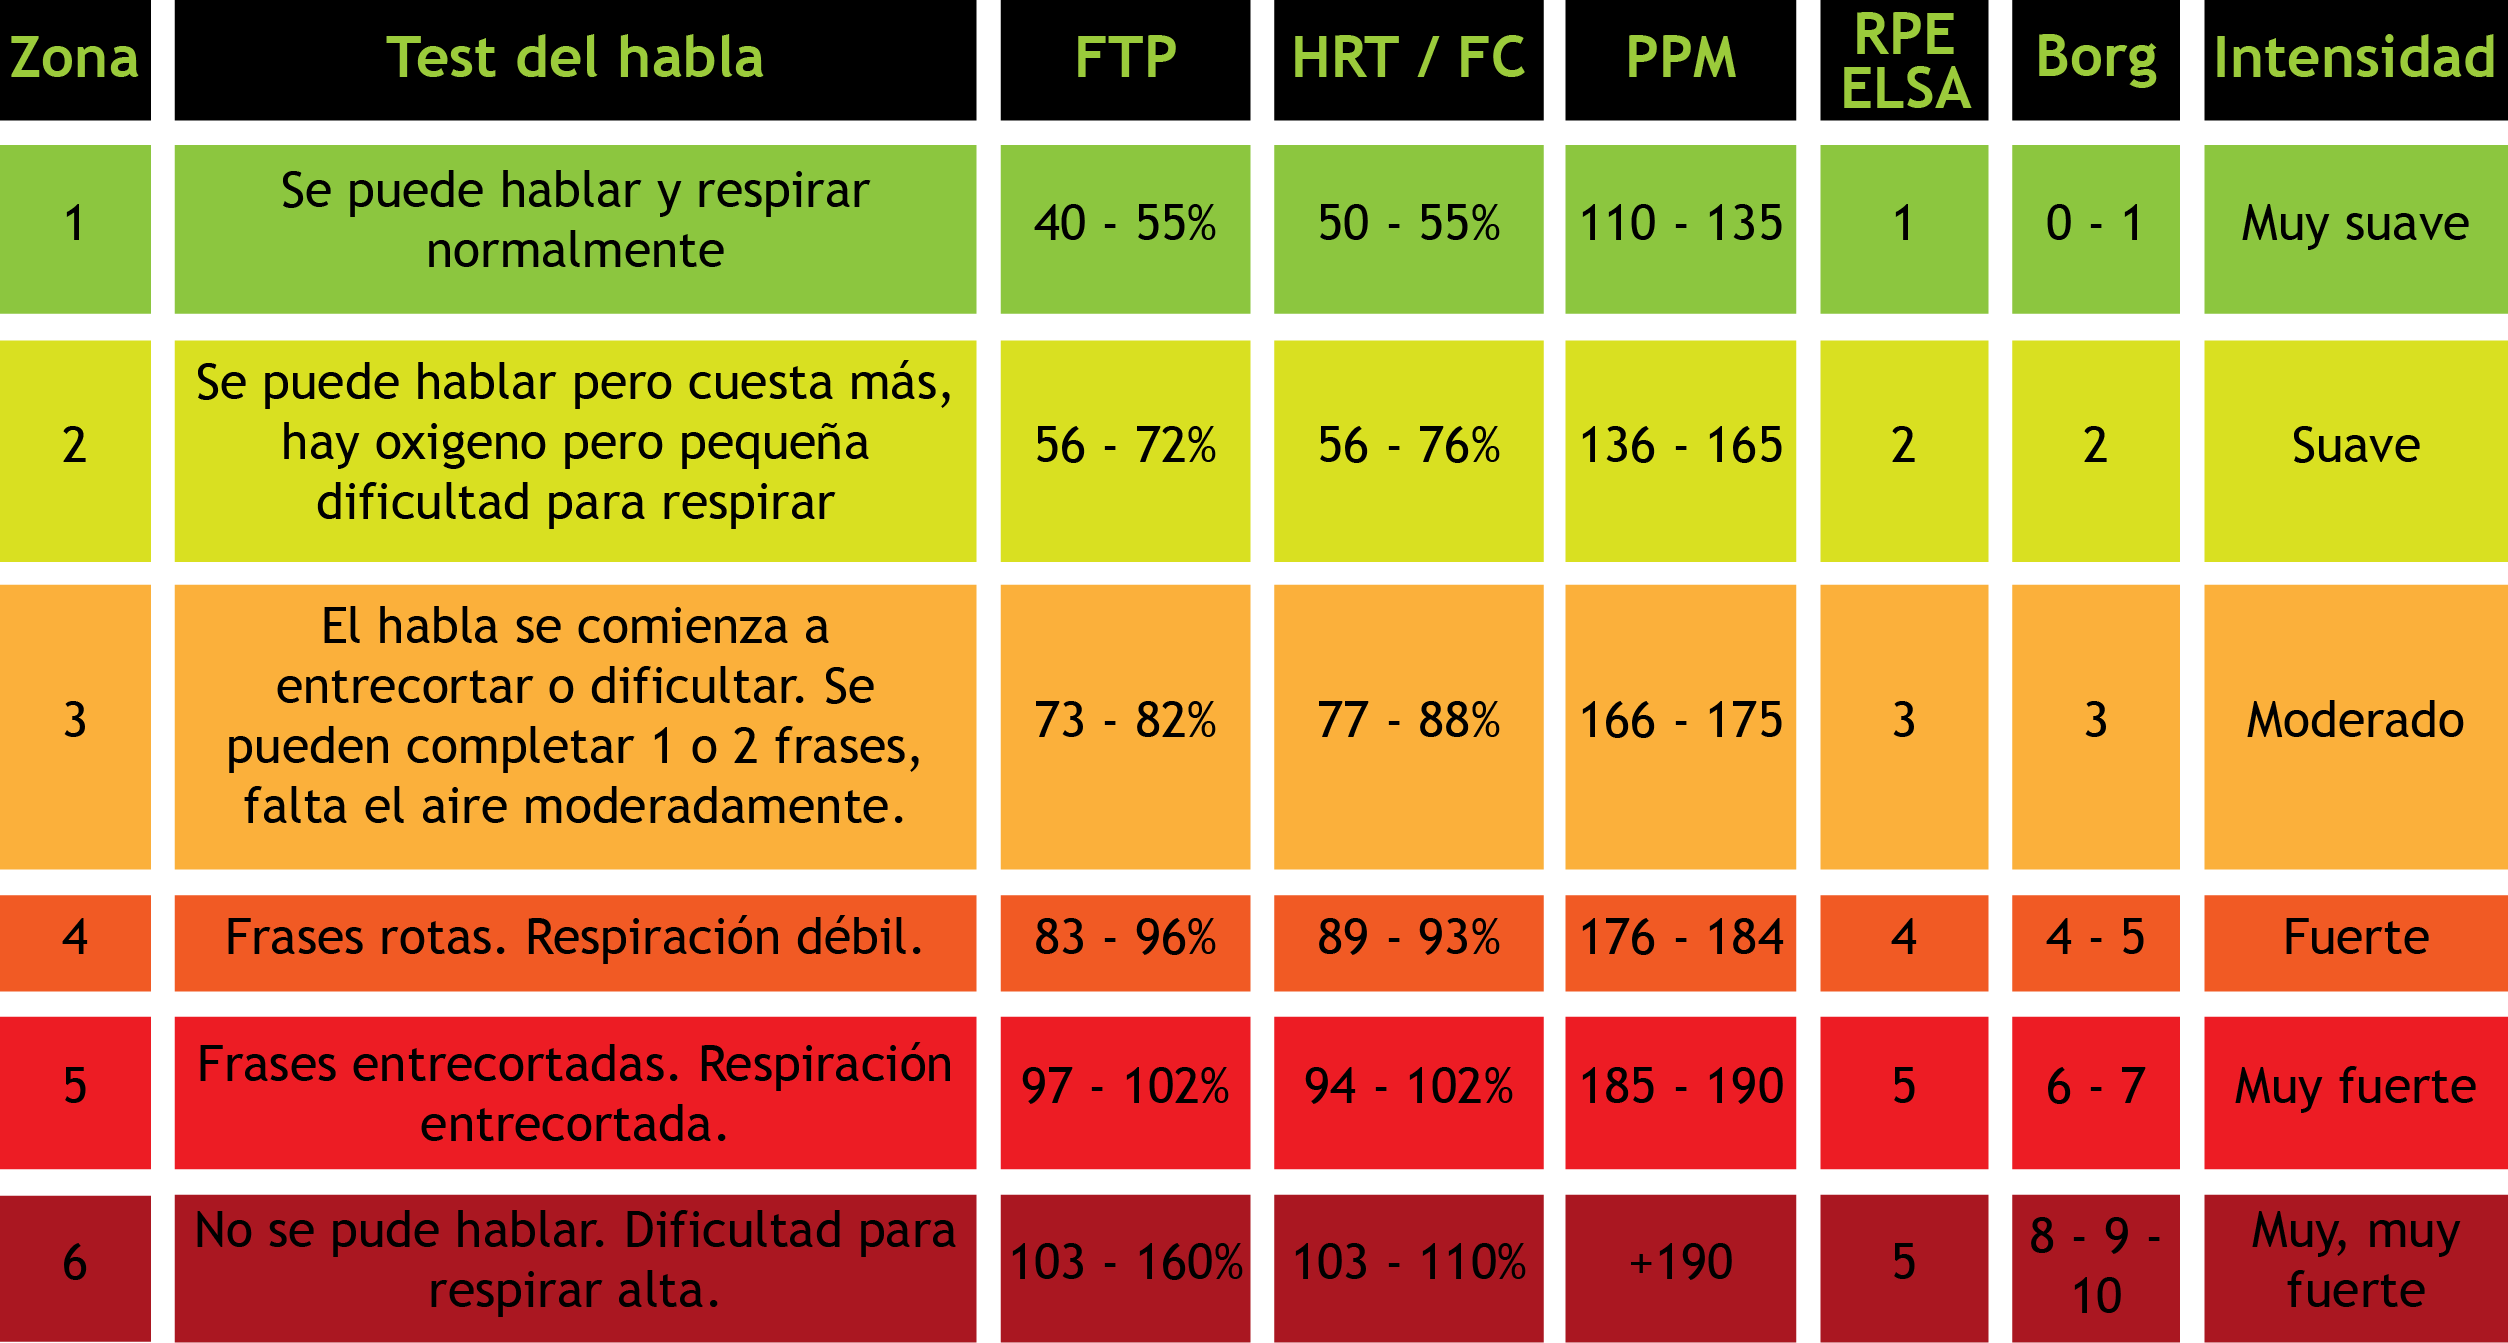 Zona Test del habla FTP HRT / FC PPM RPE ELSA Borg Intensidad
1
Se puede hablar y respirar
normalmente
40 - 55% 50 - 55% 110 - 135 1 0 - 1 Muy suave
2
Se puede hablar pero cuesta más,
hay oxigeno pero pequeña
dificultad para respirar
56 - 72% 56 - 76% 136 - 165 2 2 Suave
3
El habla se comienza a
entrecortar o dificultar. Se
pueden completar 1 o 2 frases,
falta el aire moderadamente.
73 - 82% 77 - 88% 166 - 175 3 3 Moderado
4 Frases rotas. Respiración débil. 83 - 96% 89 - 93% 176 - 184 4 4 - 5 Fuerte
5
Frases entrecortadas. Respiración
entrecortada.
97 - 102% 94 - 102% 185 - 190 5 6 - 7 Muy fuerte
6
No se pude hablar. Dificultad para
respirar alta.
103 - 160% 103 - 110% +190 5
8 - 9 -
10
Muy, muy
fuerte